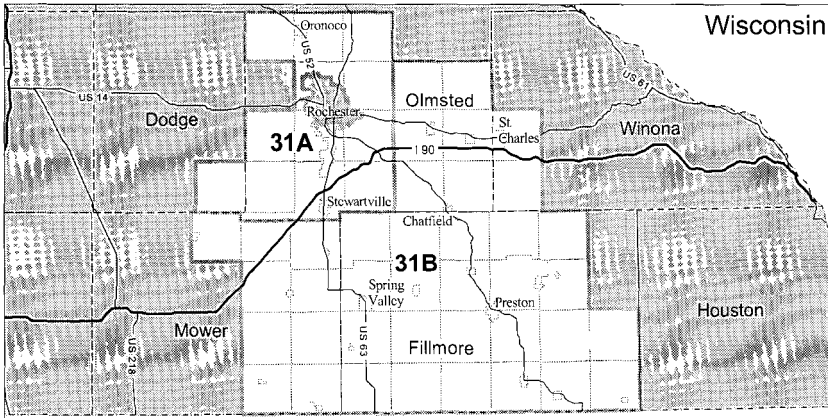 Wisconsin
Oronoco
US 52
US 14
US 61
Rochester
Olmsted
Dodge
St.
Charles
Winona
31A
I 90
Stewartville
Chatfield
31B
Spring
Valley
Preston
Houston
Mower
US 218
US 63
Fillmore